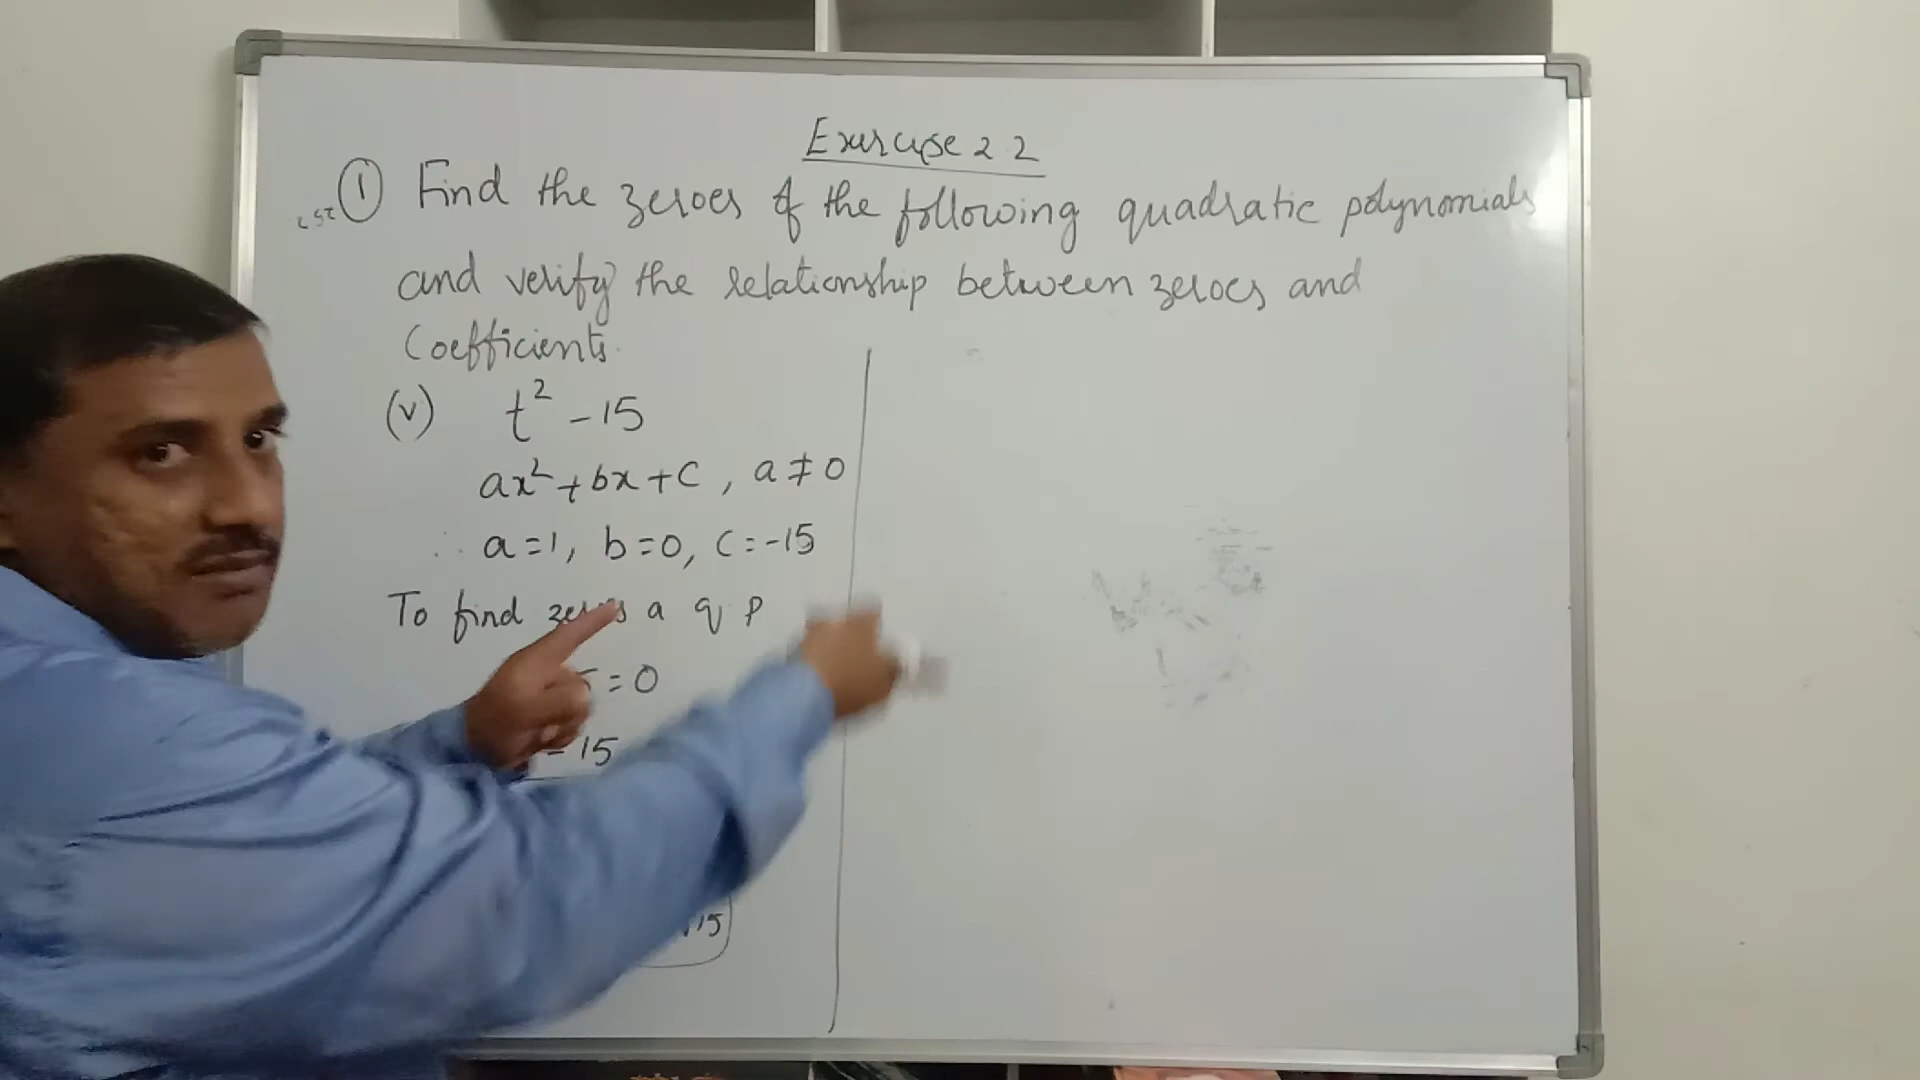 Exercise 2 2
① Find the zeroes of the following quadratic polynomials
and verify the relationship between zeroes and
Coefficients.
(v) t² - 15
ax² + bx + c , a ≠ 0
∴ a = 1, b = 0, c = -15
To find zeroes a q p
= 0
= 15
√15